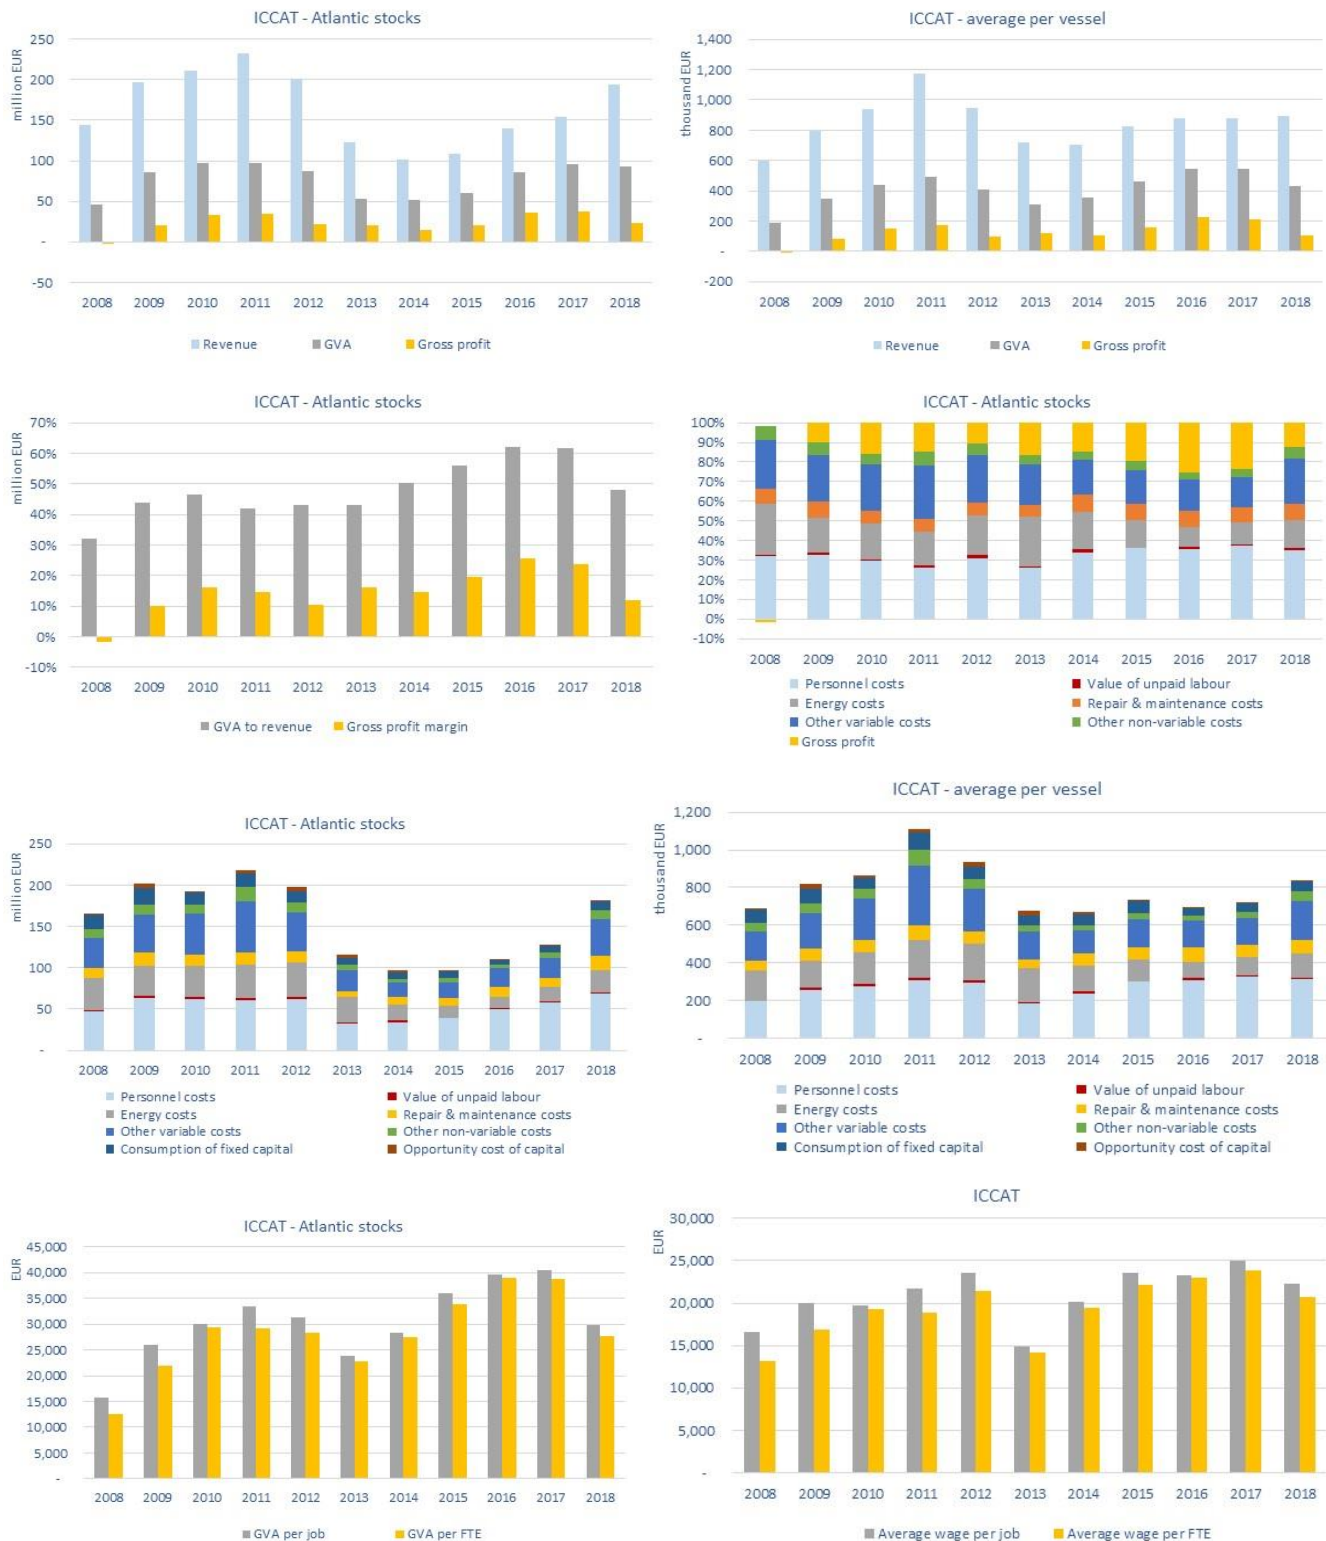 ICCAT - Atlantic stocks
million EUR
250
200
150
100
50
-
-50
2008 2009 2010 2011 2012 2013 2014 2015 2016 2017 2018
Revenue GVA Gross profit
ICCAT - average per vessel
thousand EUR
1,400
1,200
1,000
800
600
400
200
-
-200
2008 2009 2010 2011 2012 2013 2014 2015 2016 2017 2018
Revenue GVA Gross profit
ICCAT - Atlantic stocks
million EUR
70%
60%
50%
40%
30%
20%
10%
0%
-10%
2008 2009 2010 2011 2012 2013 2014 2015 2016 2017 2018
GVA to revenue Gross profit margin
ICCAT - Atlantic stocks
100%
90%
80%
70%
60%
50%
40%
30%
20%
10%
0%
-10%
2008 2009 2010 2011 2012 2013 2014 2015 2016 2017 2018
Personnel costs Value of unpaid labour
Energy costs Repair & maintenance costs
Other variable costs Other non-variable costs
Gross profit
ICCAT - Atlantic stocks
million EUR
250
200
150
100
50
-
2008 2009 2010 2011 2012 2013 2014 2015 2016 2017 2018
Personnel costs Value of unpaid labour
Energy costs Repair & maintenance costs
Other variable costs Other non-variable costs
Consumption of fixed capital Opportunity cost of capital
ICCAT - average per vessel
thousand EUR
1,200
1,000
800
600
400
200
-
2008 2009 2010 2011 2012 2013 2014 2015 2016 2017 2018
Personnel costs Value of unpaid labour
Energy costs Repair & maintenance costs
Other variable costs Other non-variable costs
Consumption of fixed capital Opportunity cost of capital
ICCAT - Atlantic stocks
EUR
45,000
40,000
35,000
30,000
25,000
20,000
15,000
10,000
5,000
-
2008 2009 2010 2011 2012 2013 2014 2015 2016 2017 2018
GVA per job GVA per FTE
ICCAT
EUR
30,000
25,000
20,000
15,000
10,000
5,000
-
2008 2009 2010 2011 2012 2013 2014 2015 2016 2017 2018
Average wage per job Average wage per FTE